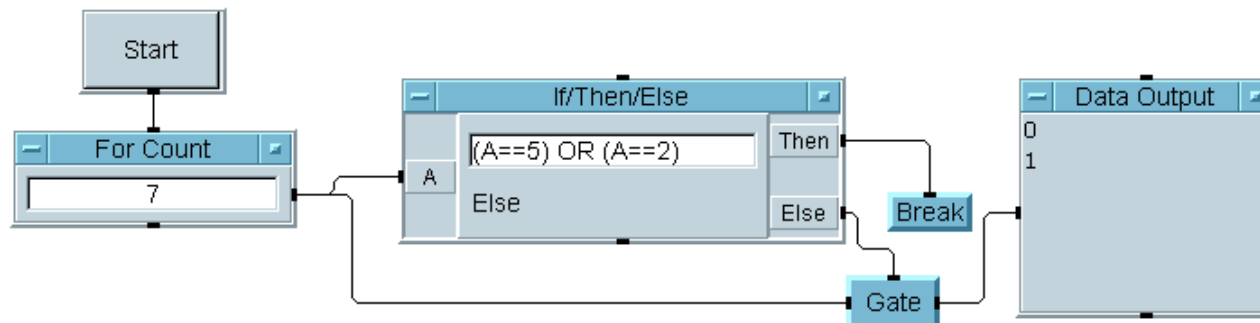 Start
For Count
7
If/Then/Else
A
(A==5) OR (A==2)
Else
Then
Else
Break
Gate
Data Output
0
1